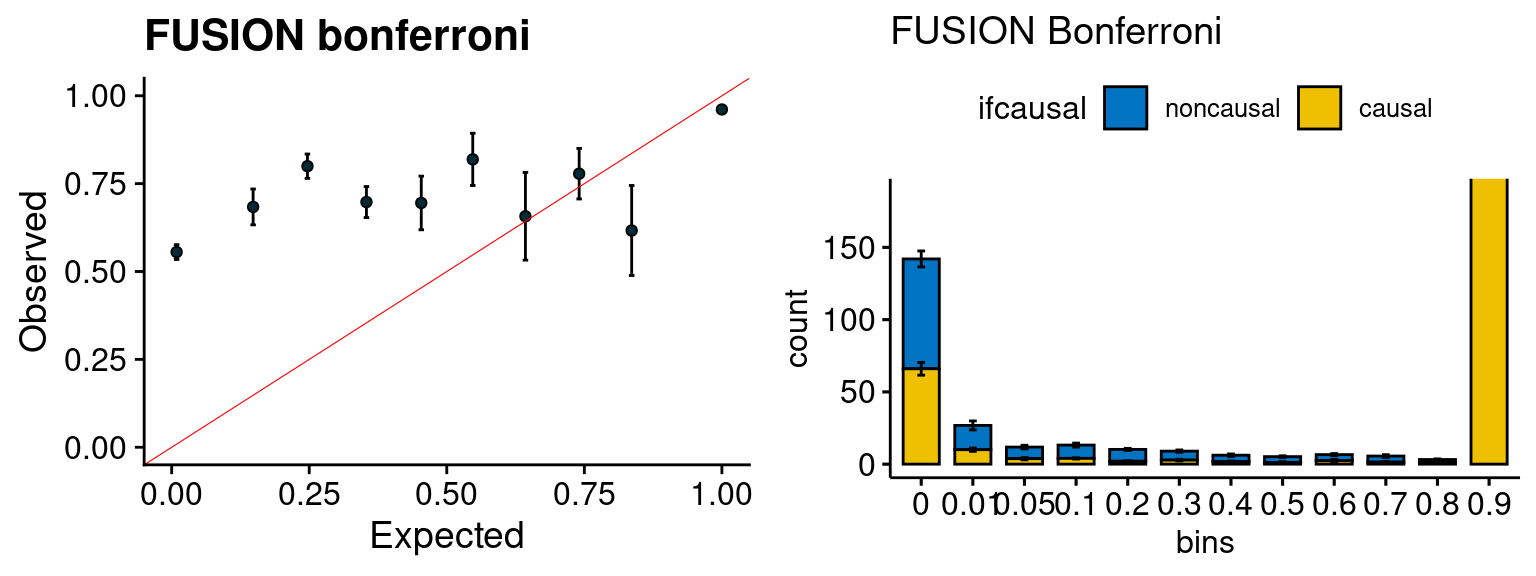 FUSION bonferroni
Observed
1.00
0.75
0.50
0.25
0.00
0.00 0.25 0.50 0.75 1.00
Expected
FUSION Bonferroni
ifcausal noncausal causal
count
150
100
50
0
0 0.01 0.05 0.1 0.2 0.3 0.4 0.5 0.6 0.7 0.8 0.9
bins